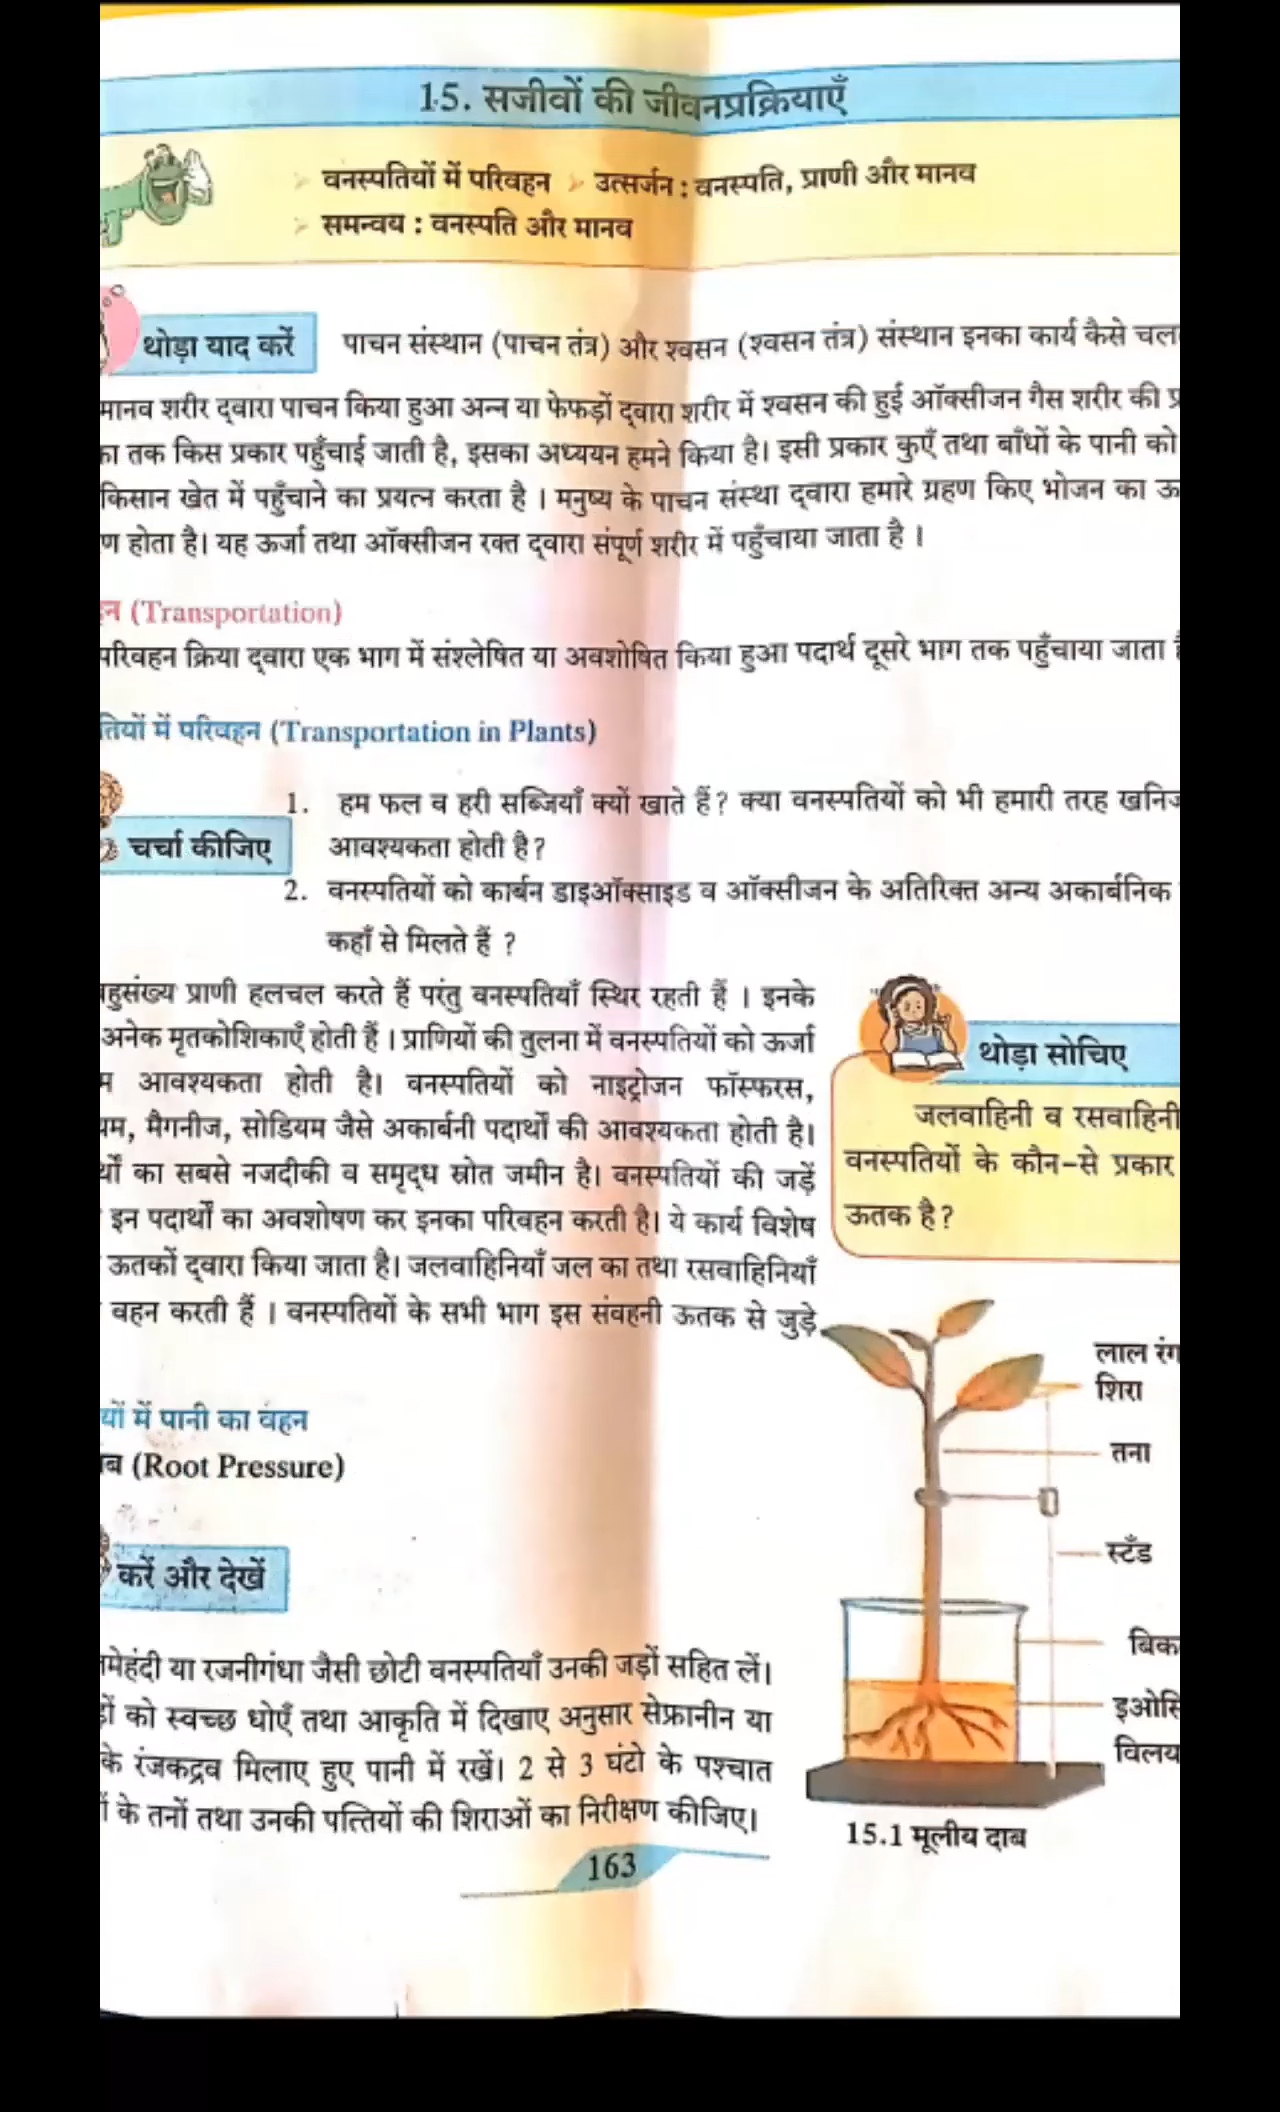 15. सजीवों की जीवनप्रक्रियाएँ
वनस्पतियों में परिवहन
उत्सर्जन : वनस्पति, प्राणी और मानव
समन्वय : वनस्पति और मानव
थोड़ा याद करें
पाचन संस्थान (पाचन तंत्र) और श्वसन (श्वसन तंत्र) संस्थान इनका कार्य कैसे चल
मानव शरीर द्वारा पाचन किया हुआ अन्न या फेफड़ों द्वारा शरीर में श्वसन की हुई ऑक्सीजन गैस शरीर की
तक किस प्रकार पहुँचाई जाती है, इसका अध्ययन हमने किया है। इसी प्रकार कुएँ तथा बाँधों के पानी को
किसान खेत में पहुँचाने का प्रयत्न करता है । मनुष्य के पाचन संस्था द्वारा हमारे ग्रहण किए भोजन का
ण होता है। यह ऊर्जा तथा ऑक्सीजन रक्त द्वारा संपूर्ण शरीर में पहुँचाया जाता है ।
हन (Transportation)
परिवहन क्रिया द्वारा एक भाग में संश्लेषित या अवशोषित किया हुआ पदार्थ दूसरे भाग तक पहुँचाया जाता
तियों में परिवहन (Transportation in Plants)
चर्चा कीजिए
1. हम फल व हरी सब्जियाँ क्यों खाते हैं? क्या वनस्पतियों को भी हमारी तरह खनिज
आवश्यकता होती है?
2. वनस्पतियों को कार्बन डाइऑक्साइड व ऑक्सीजन के अतिरिक्त अन्य अकार्बनिक
कहाँ से मिलते हैं ?
बहुसंख्य प्राणी हलचल करते हैं परंतु वनस्पतियाँ स्थिर रहती हैं । इनके
अनेक मृतकोशिकाएँ होती हैं । प्राणियों की तुलना में वनस्पतियों को ऊर्जा
म आवश्यकता होती है। वनस्पतियों को नाइट्रोजन फॉस्फरस,
यम, मैगनीज, सोडियम जैसे अकार्बनी पदार्थों की आवश्यकता होती है।
र्थों का सबसे नजदीकी व समृद्ध स्रोत जमीन है। वनस्पतियों की जड़ें
इन पदार्थों का अवशोषण कर इनका परिवहन करती है। ये कार्य विशेष
ऊतकों द्वारा किया जाता है। जलवाहिनियाँ जल का तथा रसवाहिनियाँ
वहन करती हैं । वनस्पतियों के सभी भाग इस संवहनी ऊतक से जुड़े
थोड़ा सोचिए
जलवाहिनी व रसवाहिनी
वनस्पतियों के कौन-से प्रकार
ऊतक है?
यों में पानी का वहन
ाब (Root Pressure)
करें और देखें
मेहंदी या रजनीगंधा जैसी छोटी वनस्पतियाँ उनकी जड़ों सहित लें।
ड़ों को स्वच्छ धोएँ तथा आकृति में दिखाए अनुसार सेफ्रानीन या
के रंजकद्रव मिलाए हुए पानी में रखें। 2 से 3 घंटो के पश्चात
के तनों तथा उनकी पत्तियों की शिराओं का निरीक्षण कीजिए।
लाल रंग
शिरा
तना
स्टँड
बिक
इओसि
विलय
15.1 मूलीय दाब
163